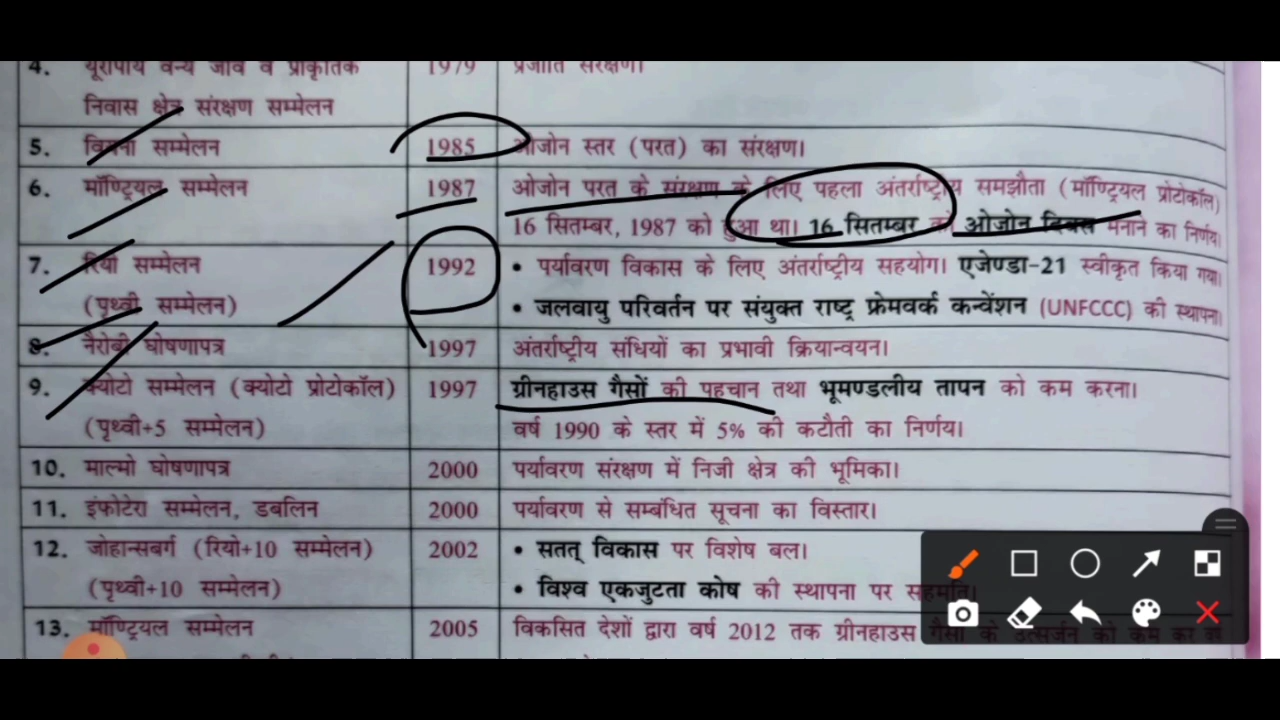 4. यूरोपीय वन्य जीव व प्राकृतिक 1979 प्रजाति संरक्षण।
निवास क्षेत्र संरक्षण सम्मेलन
5. वियना सम्मेलन 1985 ओजोन स्तर (परत) का संरक्षण।
6. मॉण्ट्रियल सम्मेलन 1987 ओजोन परत के संरक्षण के लिए पहला अंतर्राष्ट्रीय समझौता (मॉण्ट्रियल प्रोटोकॉल)
16 सितम्बर, 1987 को हुआ था। 16 सितम्बर को ओजोन दिवस मनाने का निर्णय।
7. रियो सम्मेलन 1992 • पर्यावरण विकास के लिए अंतर्राष्ट्रीय सहयोग। एजेण्डा-21 स्वीकृत किया गया।
(पृथ्वी सम्मेलन) • जलवायु परिवर्तन पर संयुक्त राष्ट्र फ्रेमवर्क कन्वेंशन (UNFCCC) की स्थापना।
8. नैरोबी घोषणापत्र 1997 अंतर्राष्ट्रीय संधियों का प्रभावी क्रियान्वयन।
9. क्योटो सम्मेलन (क्योटो प्रोटोकॉल) 1997 ग्रीनहाउस गैसों की पहचान तथा भूमण्डलीय तापन को कम करना।
(पृथ्वी+5 सम्मेलन) वर्ष 1990 के स्तर में 5% की कटौती का निर्णय।
10. माल्मो घोषणापत्र 2000 पर्यावरण संरक्षण में निजी क्षेत्र की भूमिका।
11. इंफोटेरा सम्मेलन, डबलिन 2000 पर्यावरण से सम्बंधित सूचना का विस्तार।
12. जोहान्सबर्ग (रियो+10 सम्मेलन) 2002 • सतत् विकास पर विशेष बल।
(पृथ्वी+10 सम्मेलन) • विश्व एकजुटता कोष की स्थापना पर सहमति।
13. मॉण्ट्रियल सम्मेलन 2005 विकसित देशों द्वारा वर्ष 2012 तक ग्रीनहाउस गैसों के उत्सर्जन को कम कर